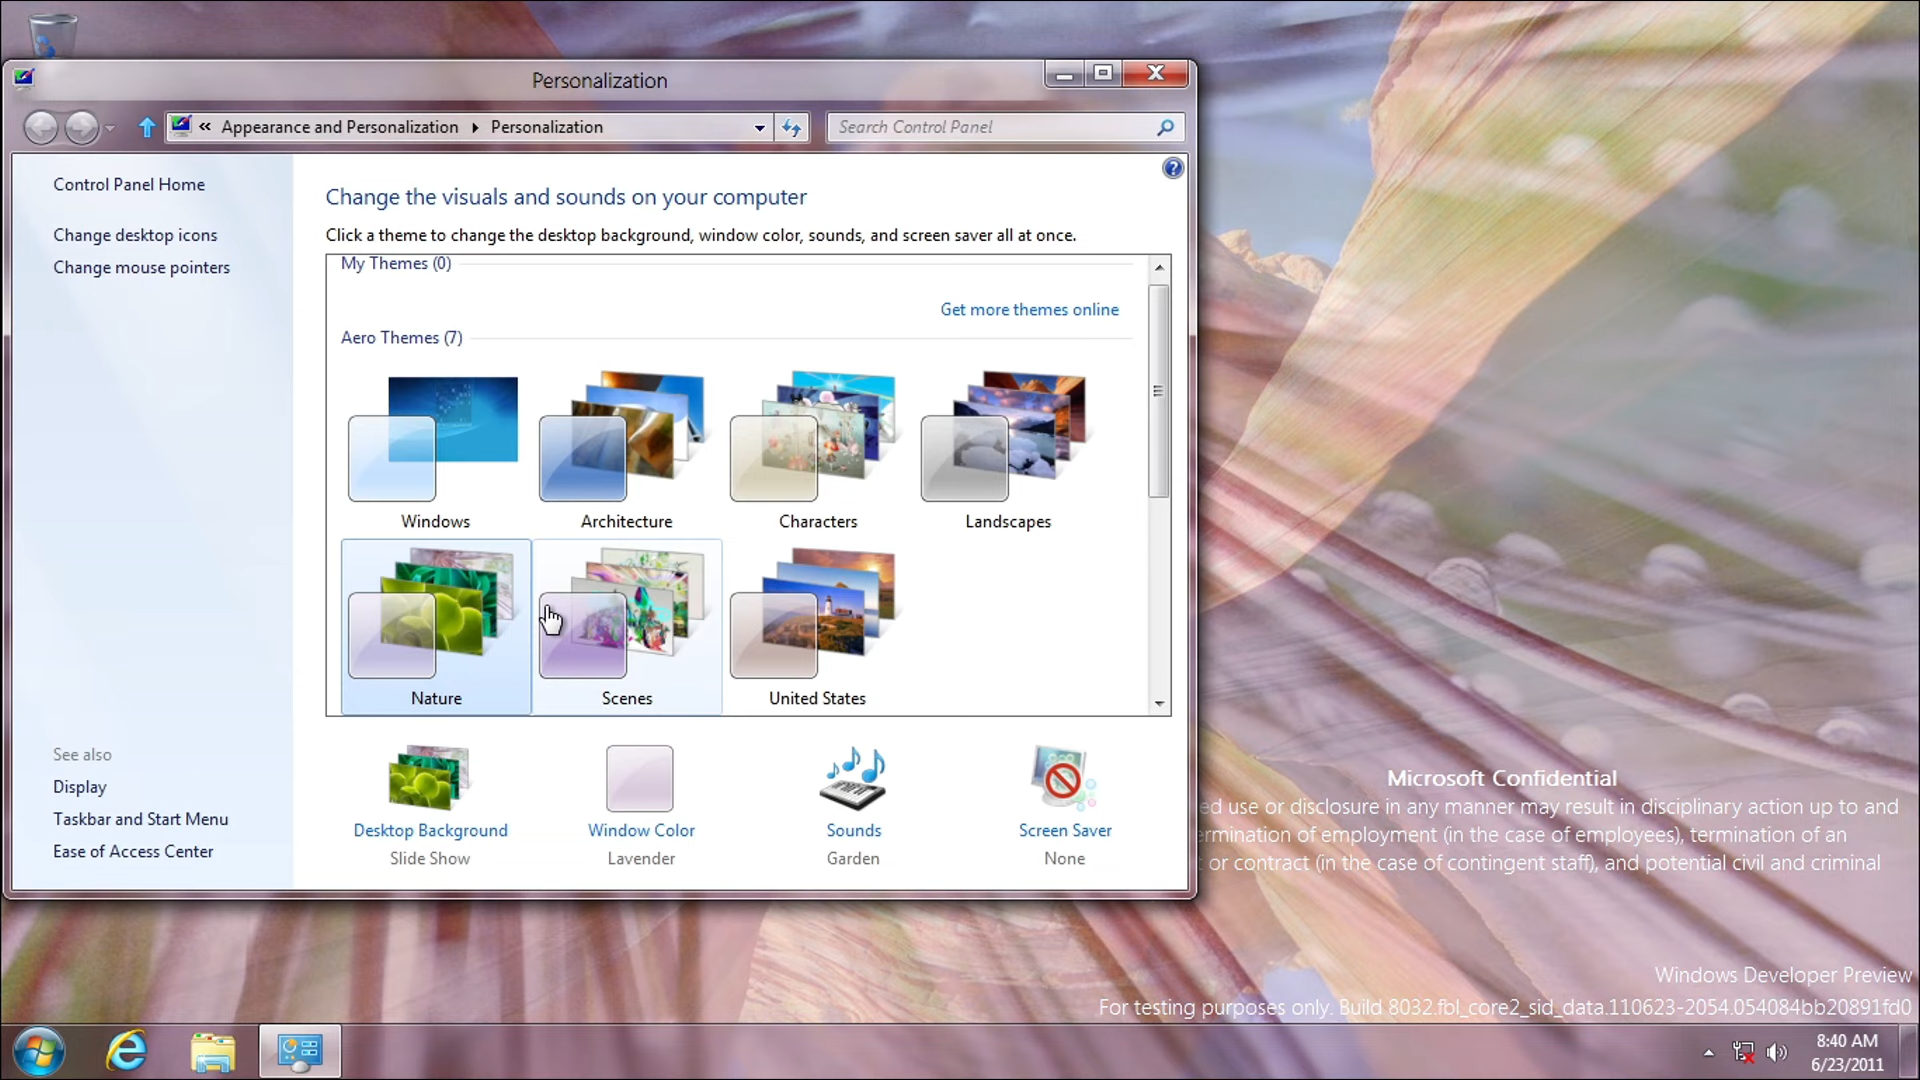 Personalization
« Appearance and Personalization Personalization
Search Control Panel
Control Panel Home
Change desktop icons
Change mouse pointers
See also
Display
Taskbar and Start Menu
Ease of Access Center
Change the visuals and sounds on your computer
Click a theme to change the desktop background, window color, sounds, and screen saver all at once.
My Themes (0)
Get more themes online
Aero Themes (7)
Windows Architecture Characters Landscapes
Nature Scenes United States
Desktop Background Window Color Sounds Screen Saver
Slide Show Lavender Garden None
Microsoft Confidential
ed use or disclosure in any manner may result in disciplinary action up to and
rmination of employment (in the case of employees), termination of an
t or contract (in the case of contingent staff), and potential civil and criminal
Windows Developer Preview
For testing purposes only. Build 8032.fbl_core2_sid_data.110623-2054.054084bb20891fd0
8:40 AM
6/23/2011